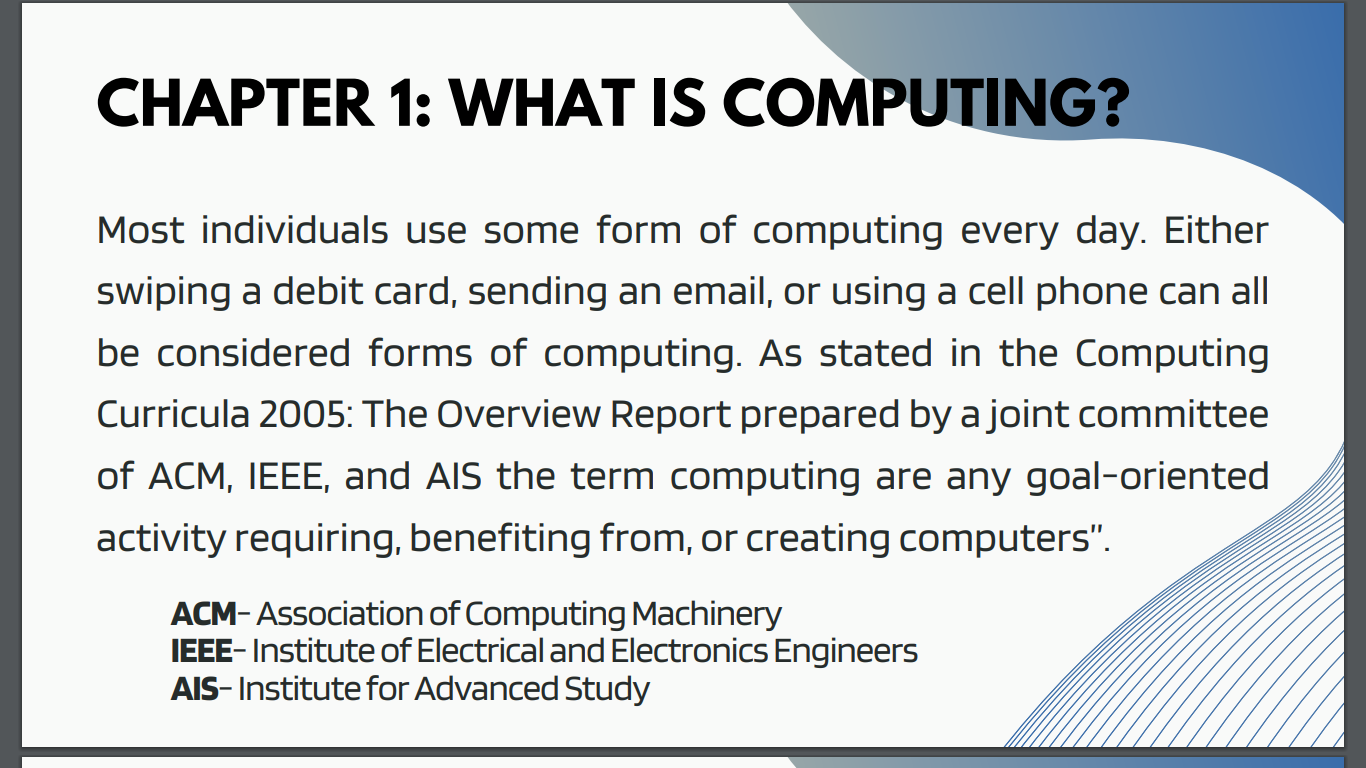 CHAPTER 1: WHAT IS COMPUTING?
Most individuals use some form of computing every day. Either
swiping a debit card, sending an email, or using a cell phone can all
be considered forms of computing. As stated in the Computing
Curricula 2005: The Overview Report prepared by a joint committee
of ACM, IEEE, and AIS the term computing are any goal-oriented
activity requiring, benefiting from, or creating computers”.
ACM- Association of Computing Machinery
IEEE- Institute of Electrical and Electronics Engineers
AIS- Institute for Advanced Study